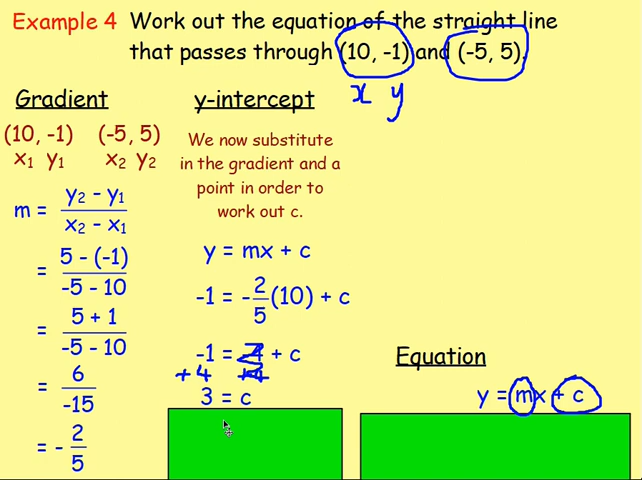 Example 4 Work out the equation of the straight line
that passes through (10, -1) and (-5, 5).
x y
Gradient
(10, -1) (-5, 5)
x₁ y₁ x₂ y₂
m = y₂ - y₁ / x₂ - x₁
= 5 - (-1) / -5 - 10
= 5 + 1 / -5 - 10
= 6 / -15
= - 2 / 5
y-intercept
We now substitute
in the gradient and a
point in order to
work out c.
y = mx + c
-1 = - 2/5 (10) + c
-1 = -4 + c
+4 +4
3 = c
Equation
y = mx + c